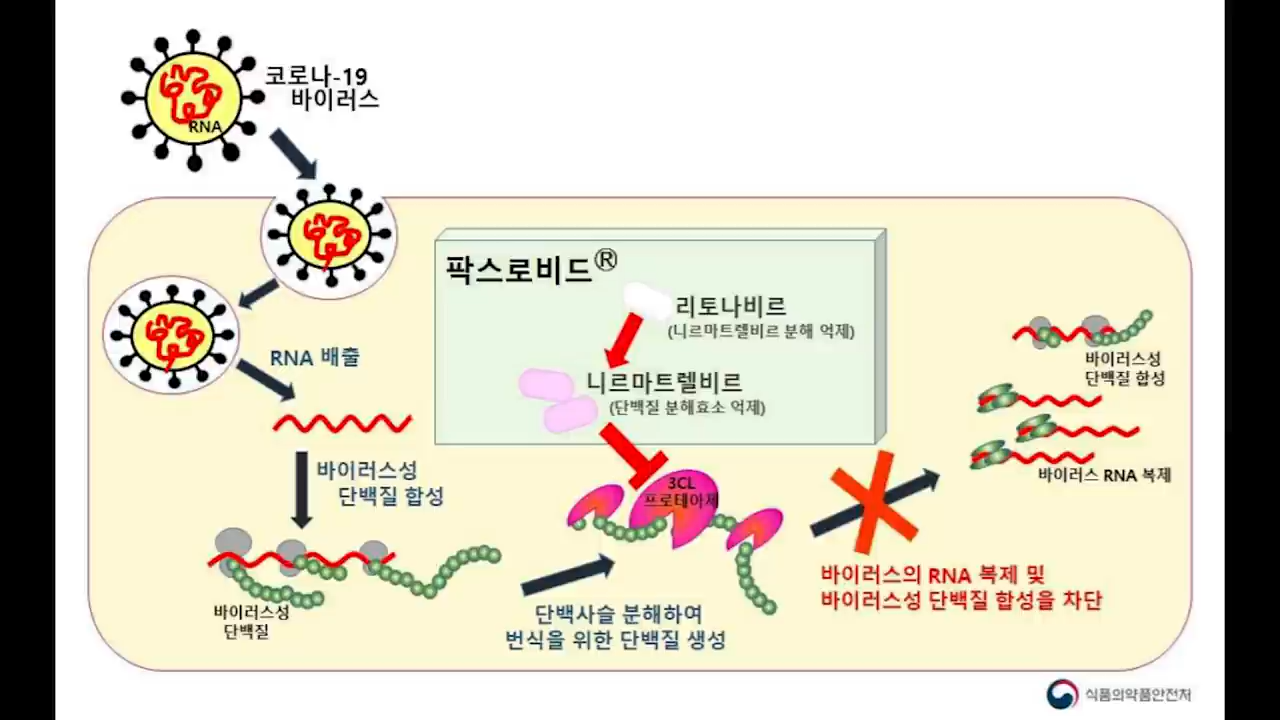 코로나-19
바이러스
RNA
팍스로비드®
리토나비르
(니르마트렐비르 분해 억제)
니르마트렐비르
(단백질 분해효소 억제)
RNA 배출
바이러스성
단백질 합성
바이러스성
단백질
단백사슬 분해하여
번식을 위한 단백질 생성
3CL
프로테아제
바이러스성
단백질 합성
바이러스 RNA 복제
바이러스의 RNA 복제 및
바이러스성 단백질 합성을 차단
식품의약품안전처